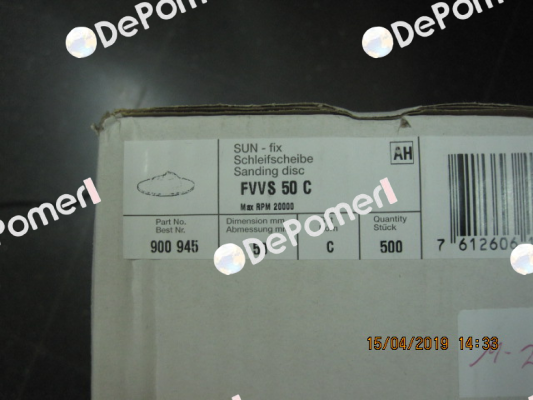 DePomerl
DePomerl
SUN - fix
Schleifscheibe
Sanding disc
AH
FVVS 50 C
Max RPM 20000
DePomerl
DePomerl
Part No.
Best Nr.
900 945
Dimension mm
Abmessung mm
C
Quantity
Stück
500
7 612606
DePomerl
15/04/2019 14:33